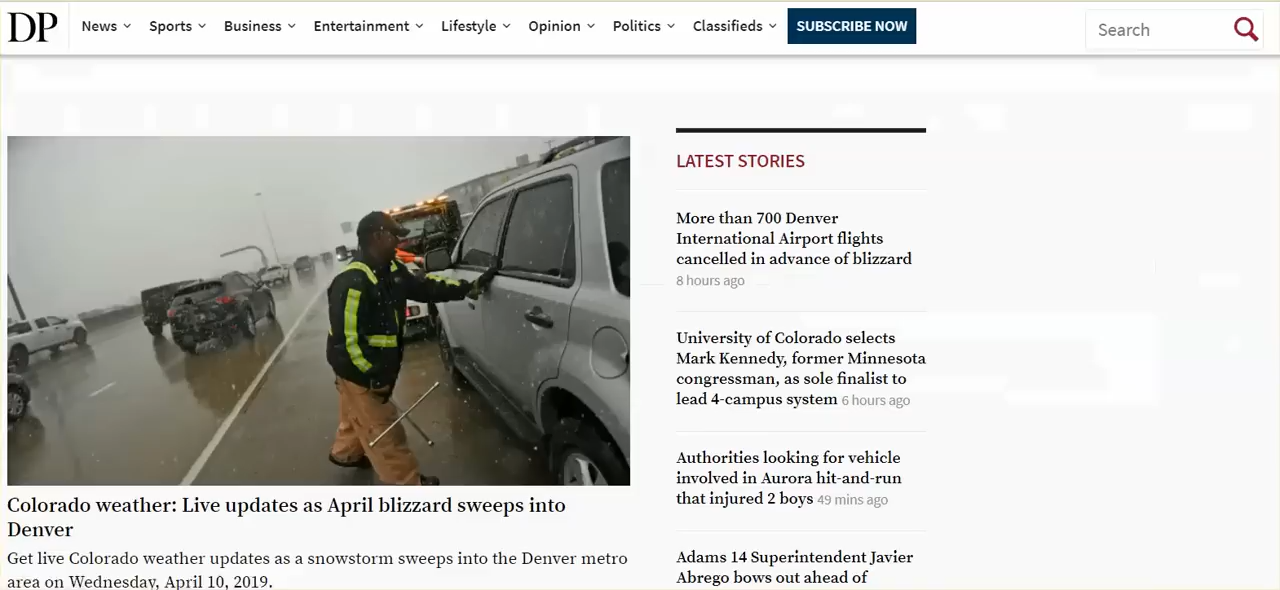 DP
News
Sports
Business
Entertainment
Lifestyle
Opinion
Politics
Classifieds
SUBSCRIBE NOW
Search
Colorado weather: Live updates as April blizzard sweeps into
Denver
Get live Colorado weather updates as a snowstorm sweeps into the Denver metro
area on Wednesday, April 10, 2019.
LATEST STORIES
More than 700 Denver
International Airport flights
cancelled in advance of blizzard
8 hours ago
University of Colorado selects
Mark Kennedy, former Minnesota
congressman, as sole finalist to
lead 4-campus system 6 hours ago
Authorities looking for vehicle
involved in Aurora hit-and-run
that injured 2 boys 49 mins ago
Adams 14 Superintendent Javier
Abrego bows out ahead of